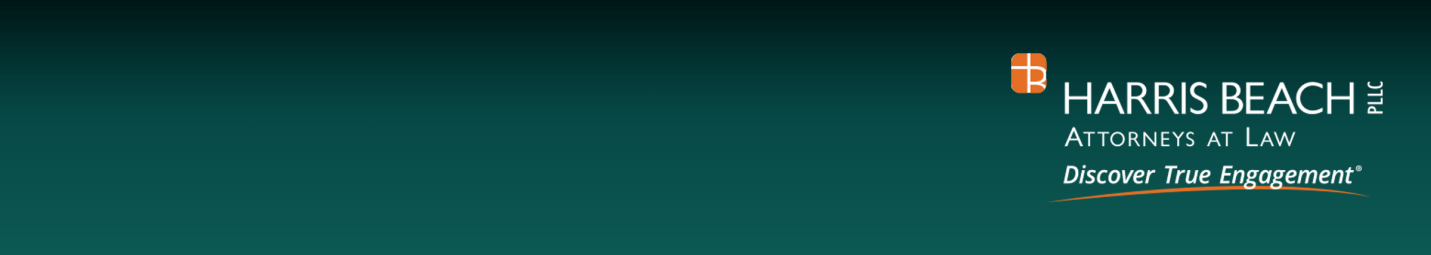 HARRIS BEACH PLLC
ATTORNEYS AT LAW
Discover True Engagement®